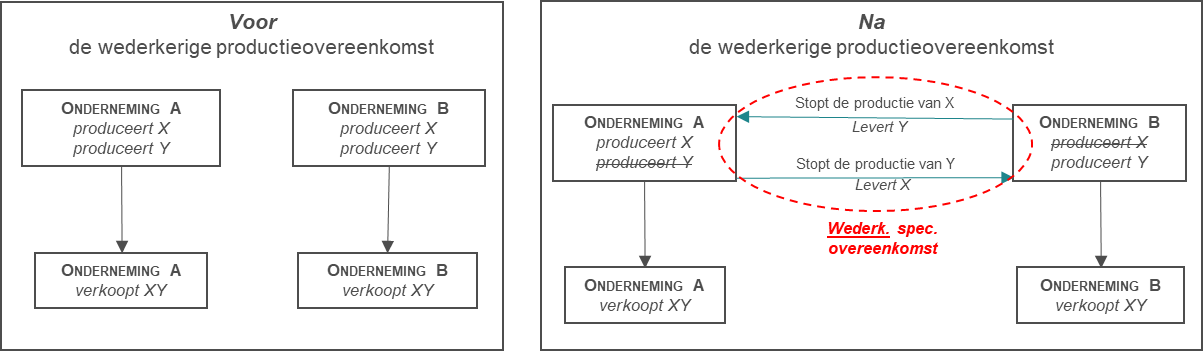 Voor
de wederkerige productieovereenkomst
ONDERNEMING A
produceert X
produceert Y
ONDERNEMING B
produceert X
produceert Y
ONDERNEMING A
verkoopt XY
ONDERNEMING B
verkoopt XY
Na
de wederkerige productieovereenkomst
ONDERNEMING A
produceert X
produceert Y
Stopt de productie van X
Levert Y
Stopt de productie van Y
Levert X
ONDERNEMING B
produceert X
produceert Y
Wederk. spec.
overeenkomst
ONDERNEMING A
verkoopt XY
ONDERNEMING B
verkoopt XY